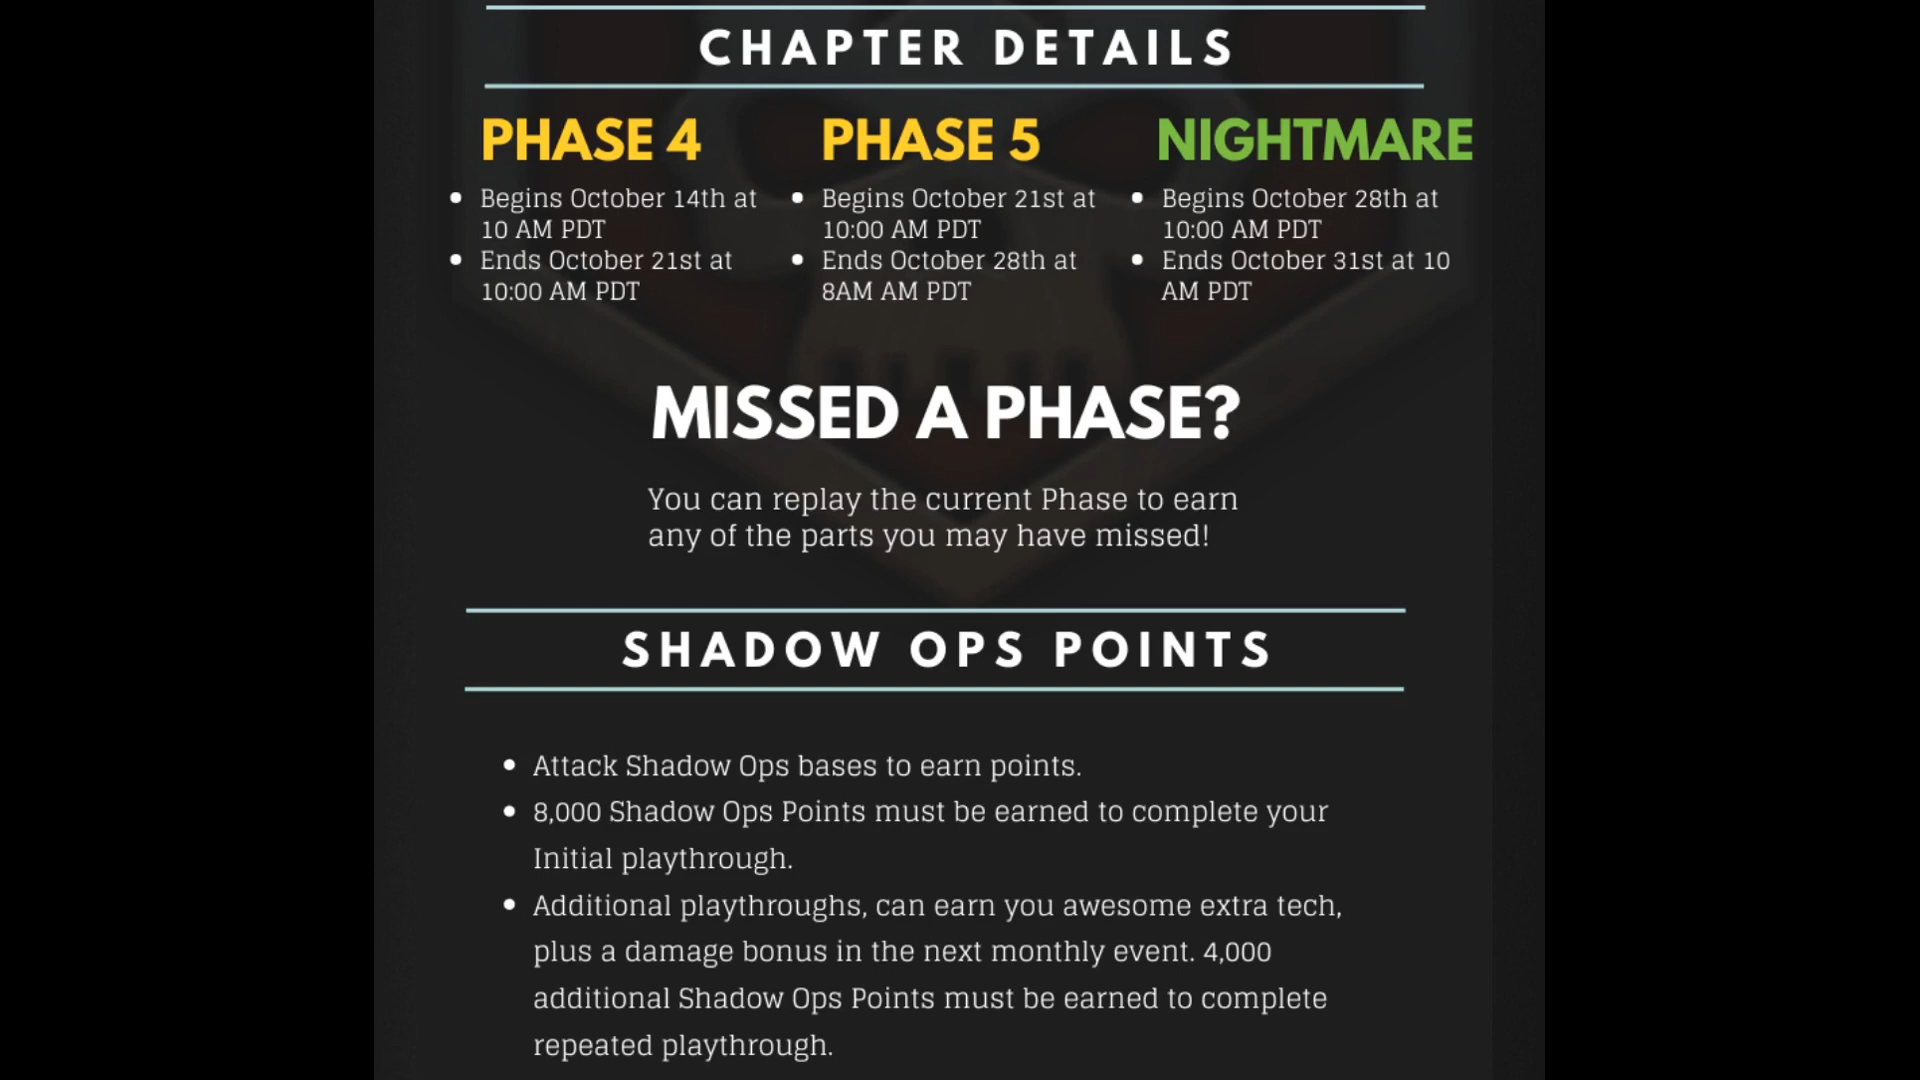 CHAPTER DETAILS
PHASE 4
Begins October 14th at
10 AM PDT
Ends October 21st at
10:00 AM PDT
PHASE 5
Begins October 21st at
10:00 AM PDT
Ends October 28th at
8AM AM PDT
NIGHTMARE
Begins October 28th at
10:00 AM PDT
Ends October 31st at 10
AM PDT
MISSED A PHASE?
You can replay the current Phase to earn
any of the parts you may have missed!
SHADOW OPS POINTS
Attack Shadow Ops bases to earn points.
8,000 Shadow Ops Points must be earned to complete your
Initial playthrough.
Additional playthroughs, can earn you awesome extra tech,
plus a damage bonus in the next monthly event. 4,000
additional Shadow Ops Points must be earned to complete
repeated playthrough.